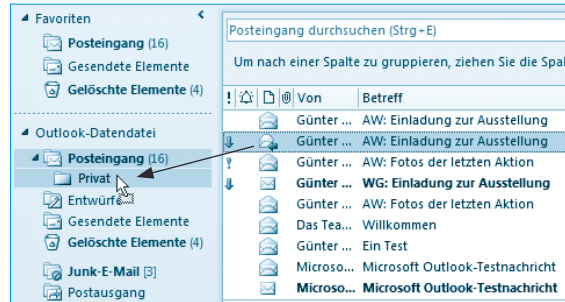 Favoriten
Posteingang (16)
Gesendete Elemente
Gelöschte Elemente (4)
Outlook-Datendatei
Posteingang (16)
Privat
Entwürfe
Gesendete Elemente
Gelöschte Elemente (4)
Junk-E-Mail [3]
Postausgang
Posteingang durchsuchen (Strg+E)
Um nach einer Spalte zu gruppieren, ziehen Sie die Spal
! Von Betreff
Günter ... AW: Einladung zur Ausstellung
Günter ... AW: Einladung zur Ausstellung
Günter ... AW: Fotos der letzten Aktion
Günter ... WG: Einladung zur Ausstellung
Günter ... AW: Fotos der letzten Aktion
Das Tea... Willkommen
Günter ... Ein Test
Microso... Microsoft Outlook-Testnachricht
Microso... Microsoft Outlook-Testnachricht